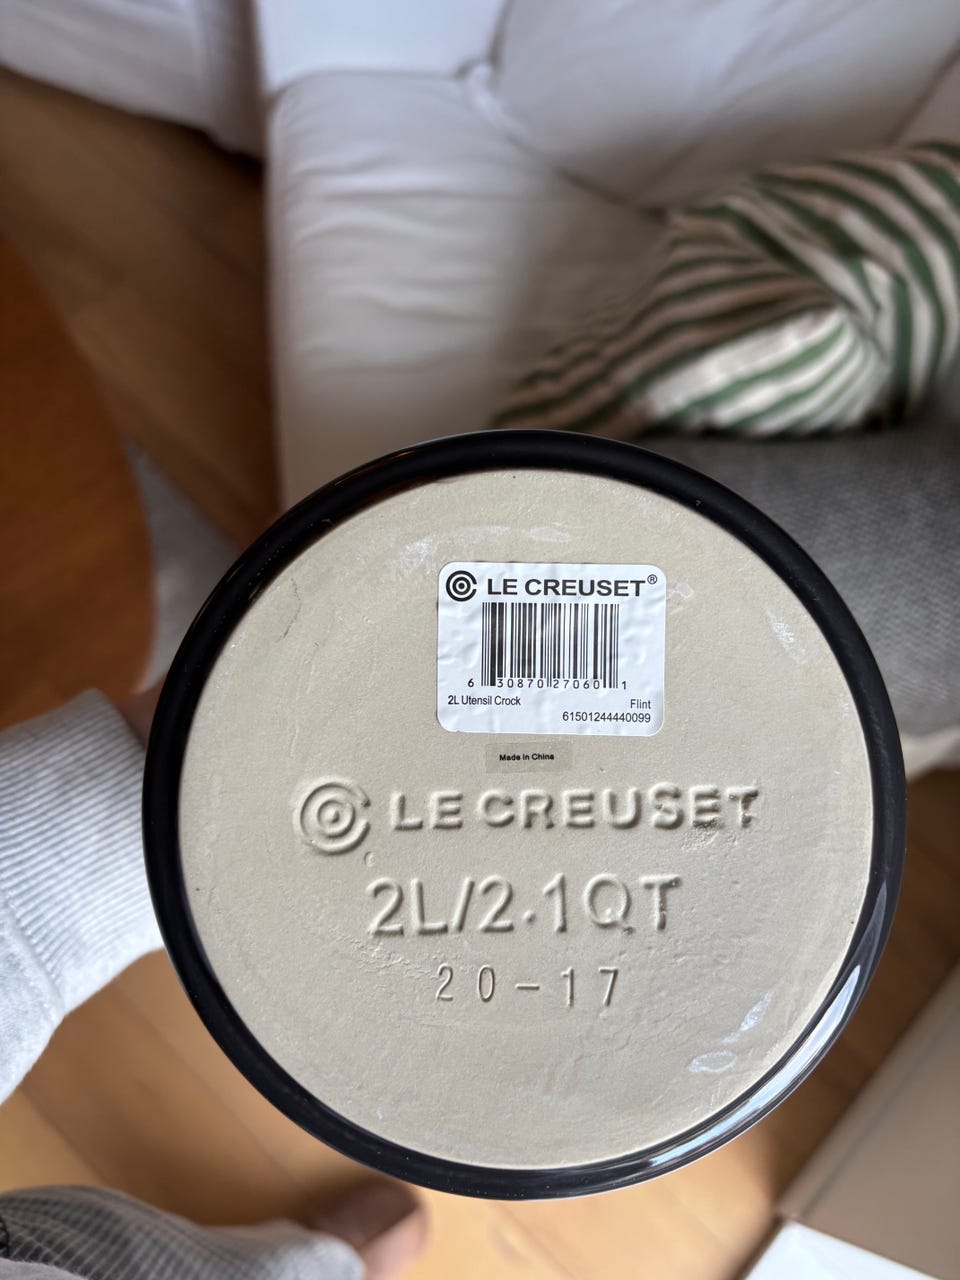 LE CREUSET®
6 30870 27060 1
2L Utensil Crock Flint
61501244440099
Made in China
LE CREUSET
2L/2.1QT
20-17